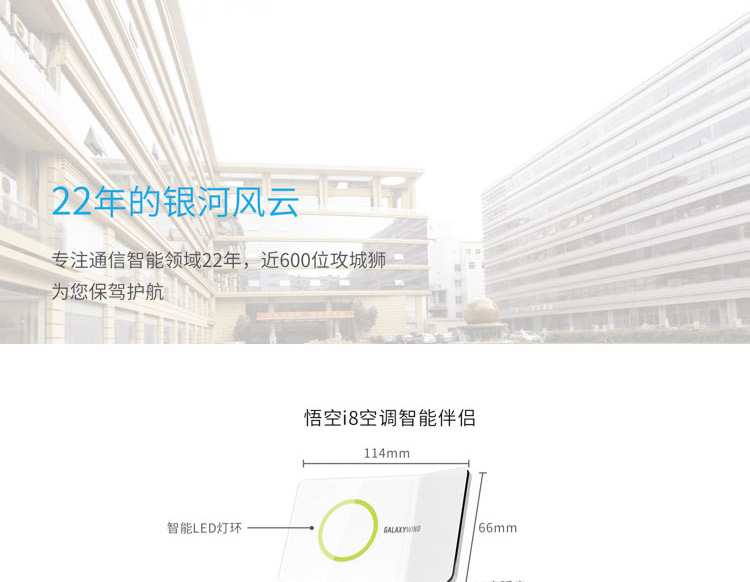 22年的银河风云
专注通信智能领域22年，近600位攻城狮
为您保驾护航
悟空i8空调智能伴侣
114mm
智能LED灯环
GALAXYWIND
66mm